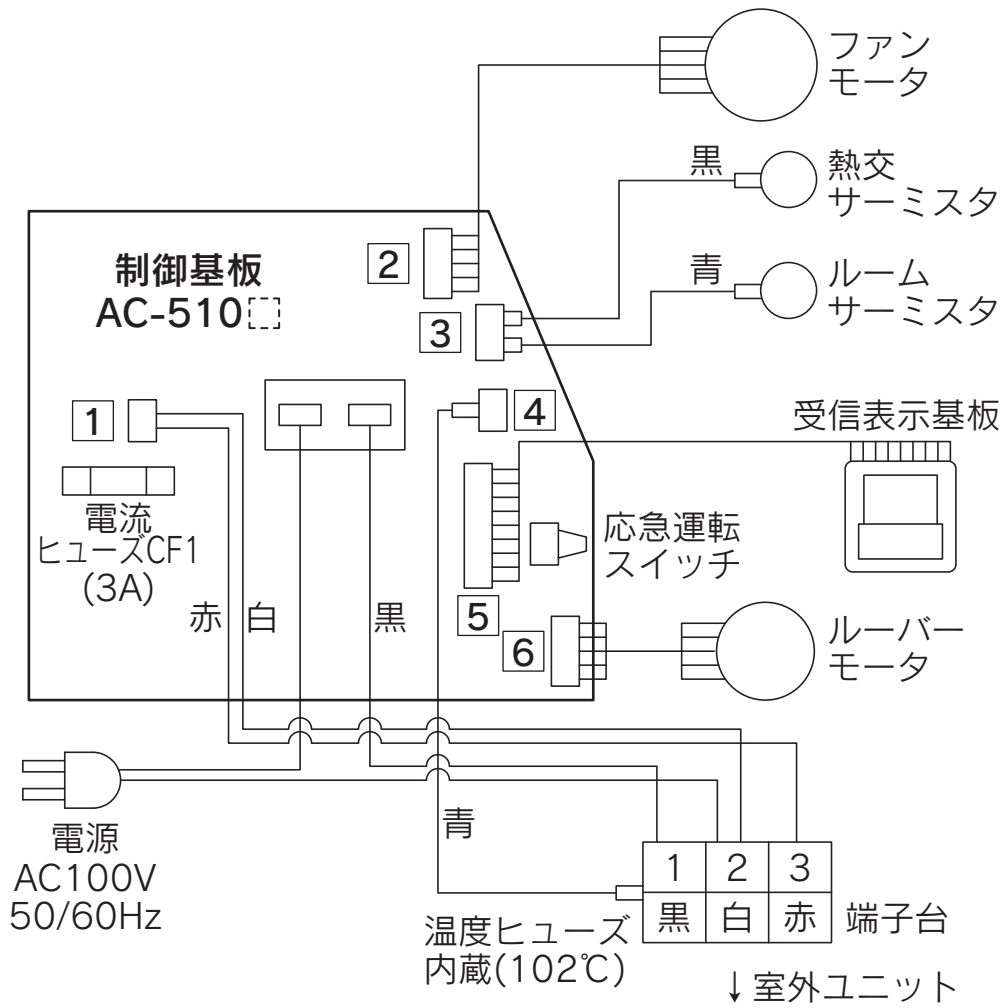 ファン
モータ
黒
熱交
サーミスタ
青
ルーム
サーミスタ
制御基板
AC-510
2
3
1
4
受信表示基板
電流
ヒューズCF1
(3A)
応急運転
スイッチ
赤
白
黒
5
6
ルーバー
モータ
電源
AC100V
50/60Hz
青
1 2 3
黒 白 赤
端子台
温度ヒューズ
内蔵(102℃)
↓室外ユニット